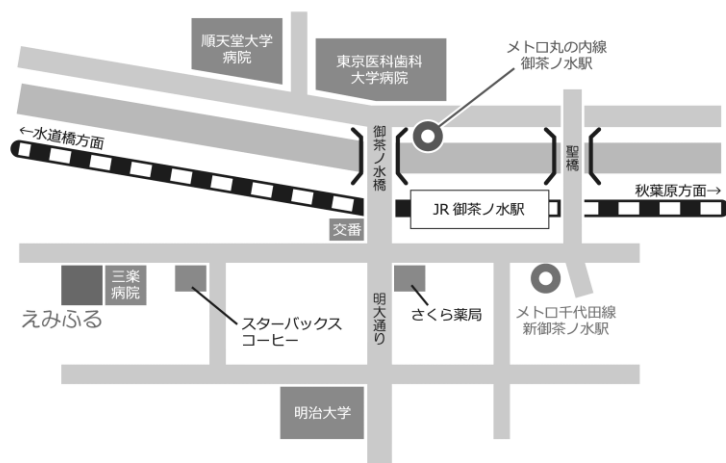 順天堂大学
病院
東京医科歯科
大学病院
メトロ丸の内線
御茶ノ水駅
←水道橋方面
御茶ノ水橋
聖橋
秋葉原方面→
JR 御茶ノ水駅
交番
三楽
病院
えみふる
スターバックス
コーヒー
明大通り
さくら薬局
メトロ千代田線
新御茶ノ水駅
明治大学